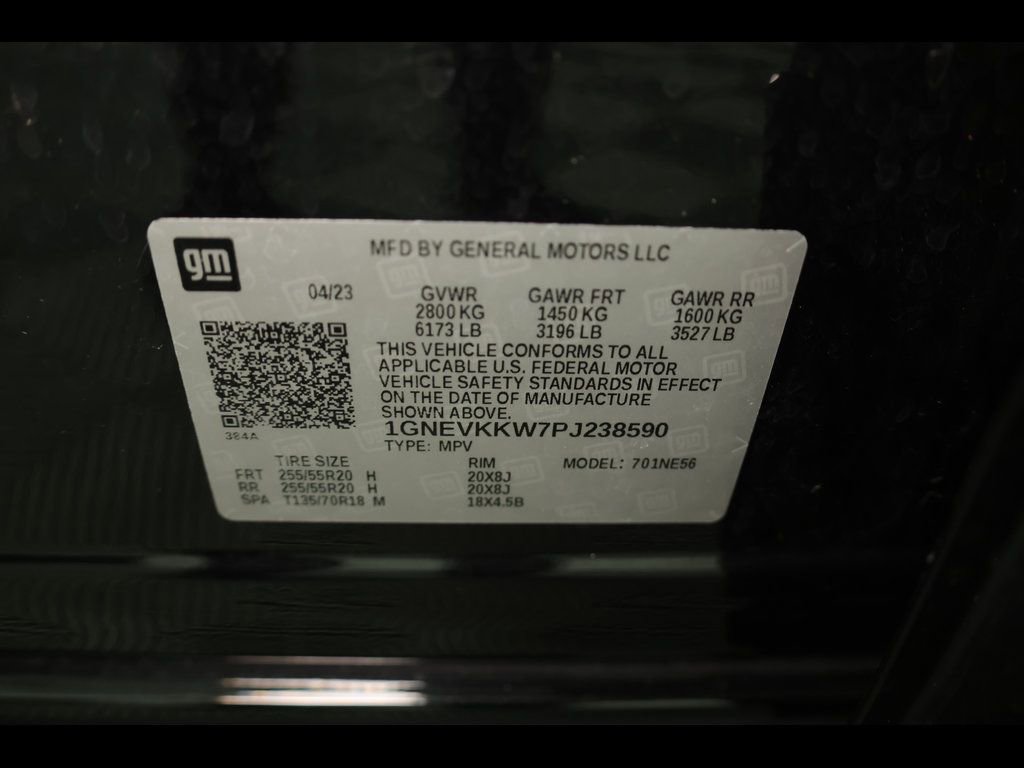 gm
MFD BY GENERAL MOTORS LLC
04/23 GVWR GAWR FRT GAWR RR
2800 KG 1450 KG 1600 KG
6173 LB 3196 LB 3527 LB
THIS VEHICLE CONFORMS TO ALL
APPLICABLE U.S. FEDERAL MOTOR
VEHICLE SAFETY STANDARDS IN EFFECT
ON THE DATE OF MANUFACTURE
SHOWN ABOVE.
384A
1GNEVKKW7PJ238590
TYPE: MPV
TIRE SIZE RIM MODEL: 701NE56
FRT 255/55R20 H 20X8J
RR 255/55R20 H 20X8J
SPA T135/70R18 M 18X4.5B